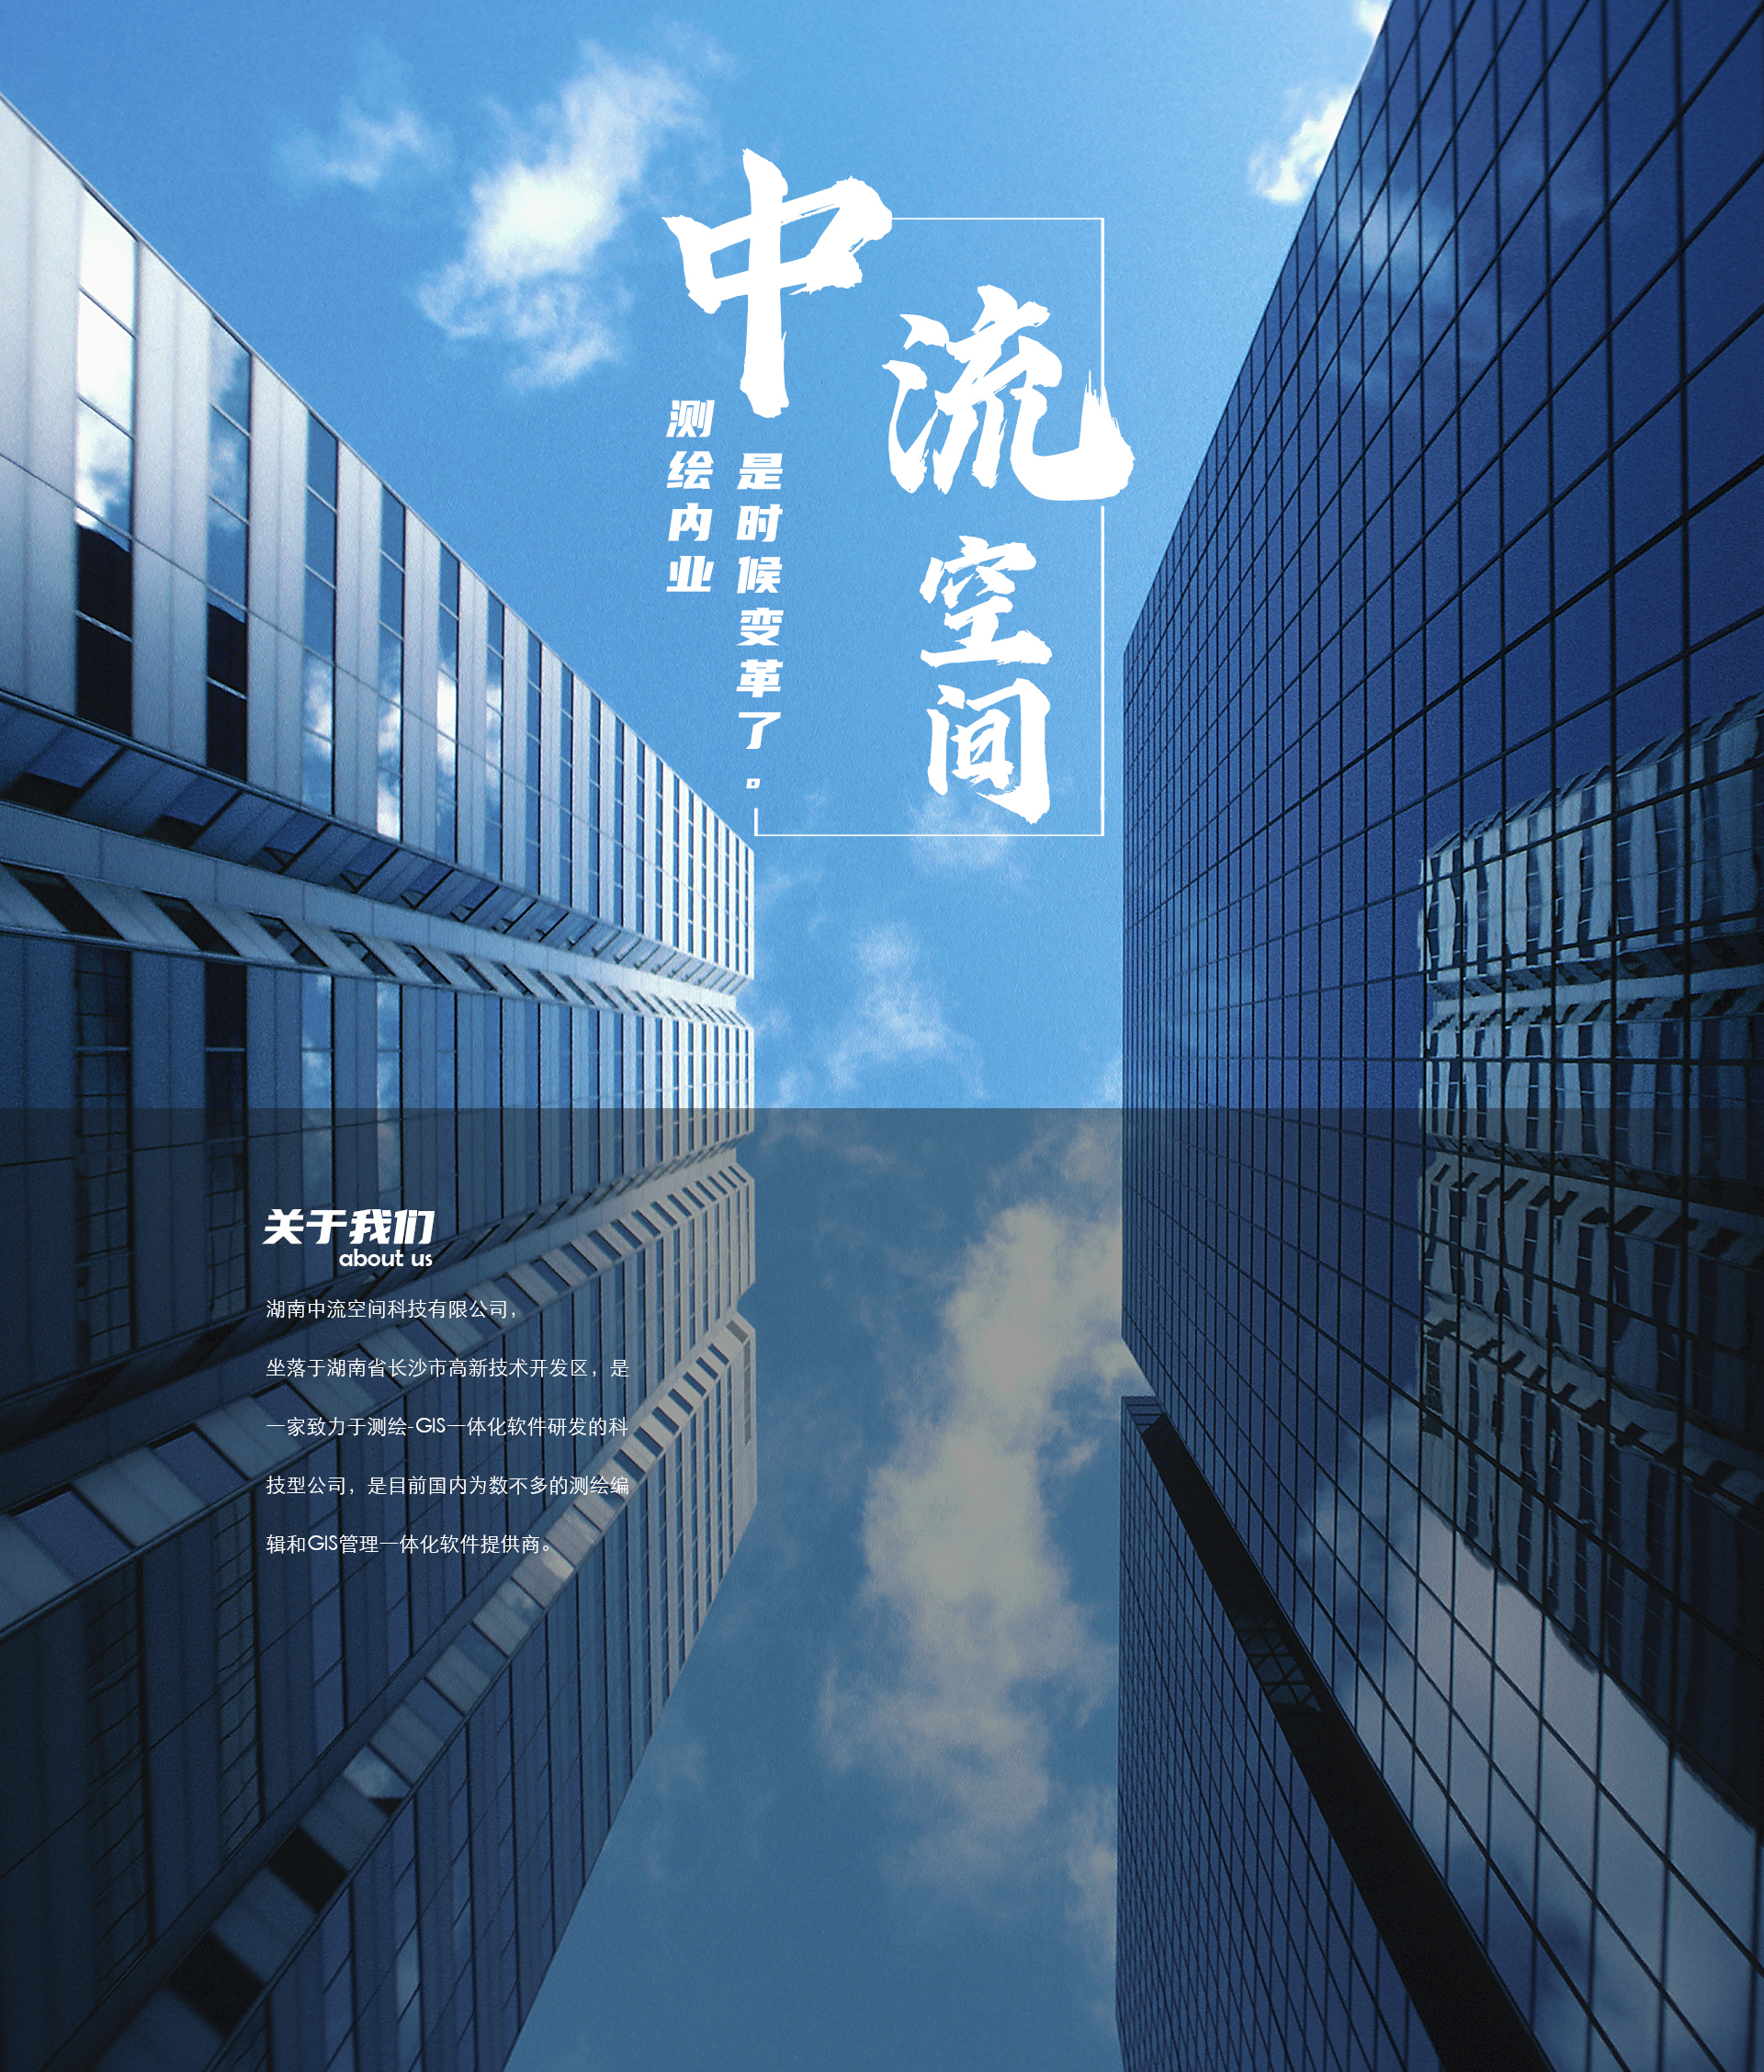 中流
空间
测绘内业
是时候变革了。
关于我们
about us
湖南中流空间科技有限公司，
坐落于湖南省长沙市高新技术开发区，是
一家致力于测绘-GIS一体化软件研发的科
技型公司，是目前国内为数不多的测绘编
辑和GIS管理一体化软件提供商。